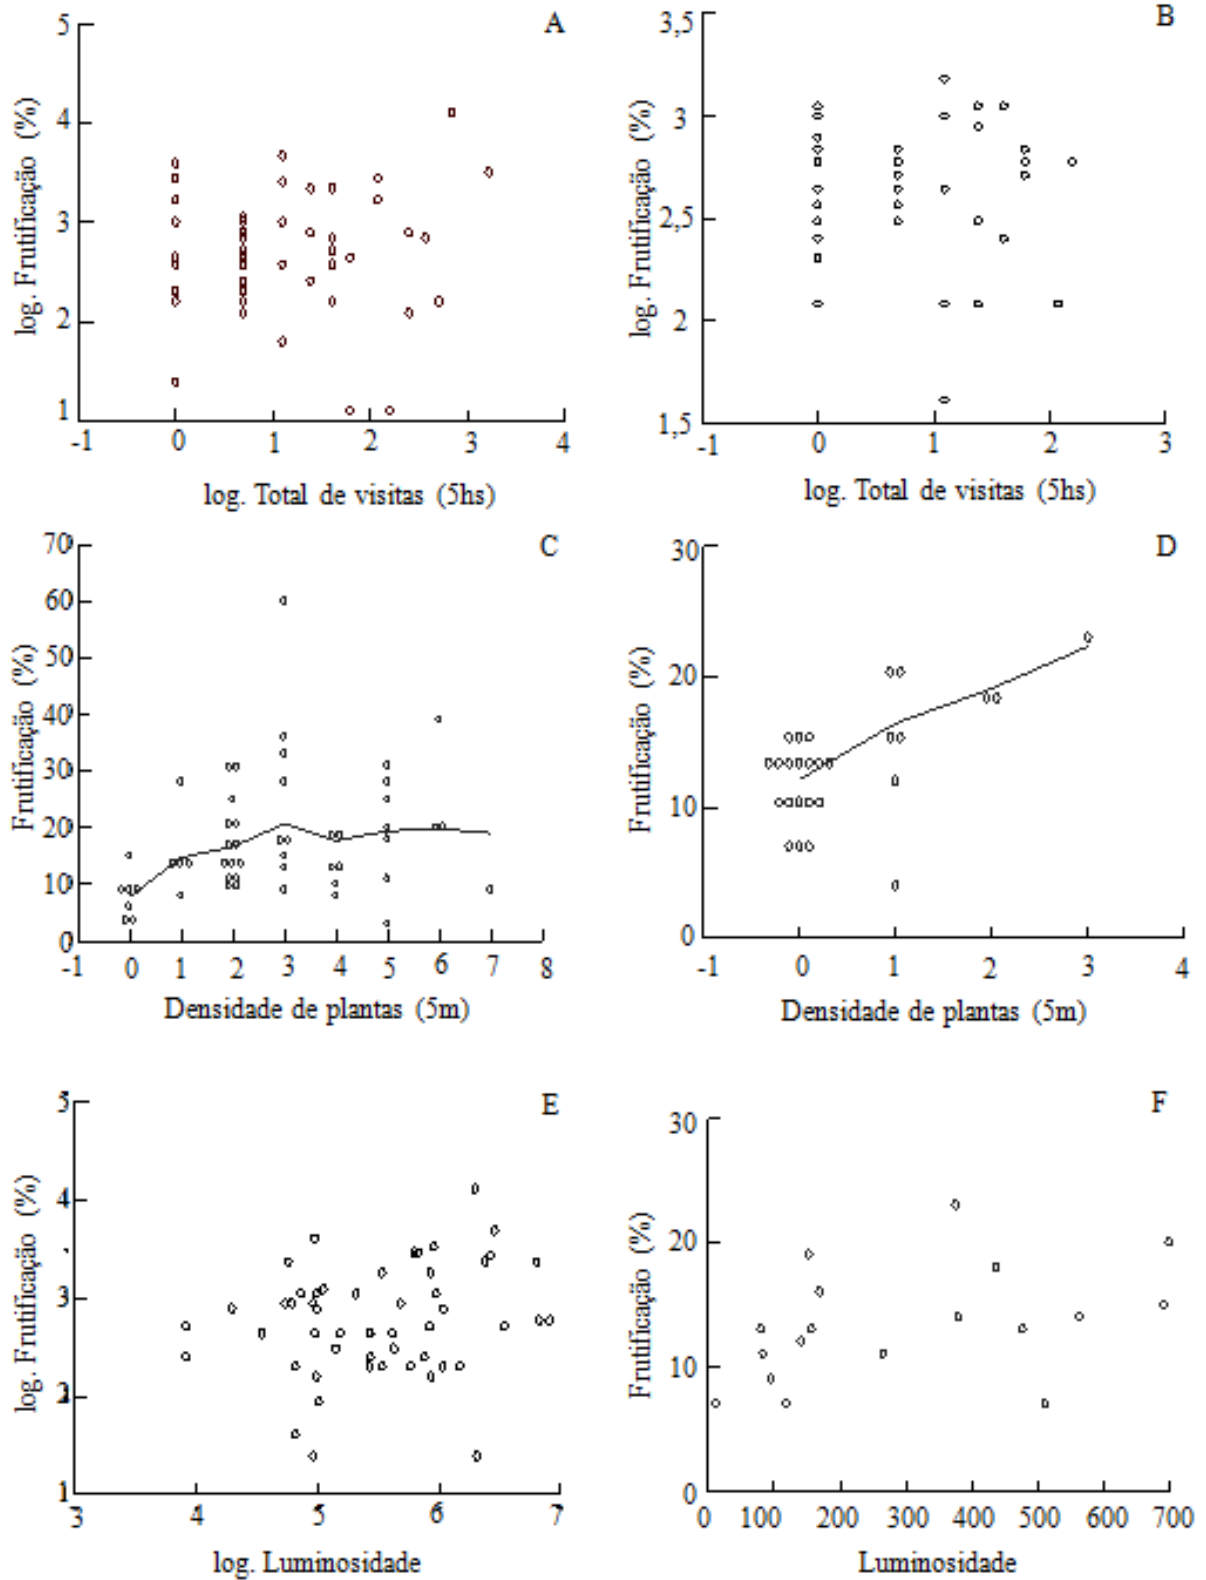 A
5
4
3
2
1
-1 0 1 2 3 4
log. Frutificação (%)
log. Total de visitas (5hs)
B
3,5
3
2,5
2
1,5
-1 0 1 2 3
log. Frutificação (%)
log. Total de visitas (5hs)
C
70
60
50
40
30
20
10
0
-1 0 1 2 3 4 5 6 7 8
Frutificação (%)
Densidade de plantas (5m)
D
30
20
10
0
-1 0 1 2 3 4
Frutificação (%)
Densidade de plantas (5m)
E
5
4
3
2
1
3 4 5 6 7
log. Frutificação (%)
log. Luminosidade
F
30
20
10
0
0 100 200 300 400 500 600 700
Frutificação (%)
Luminosidade